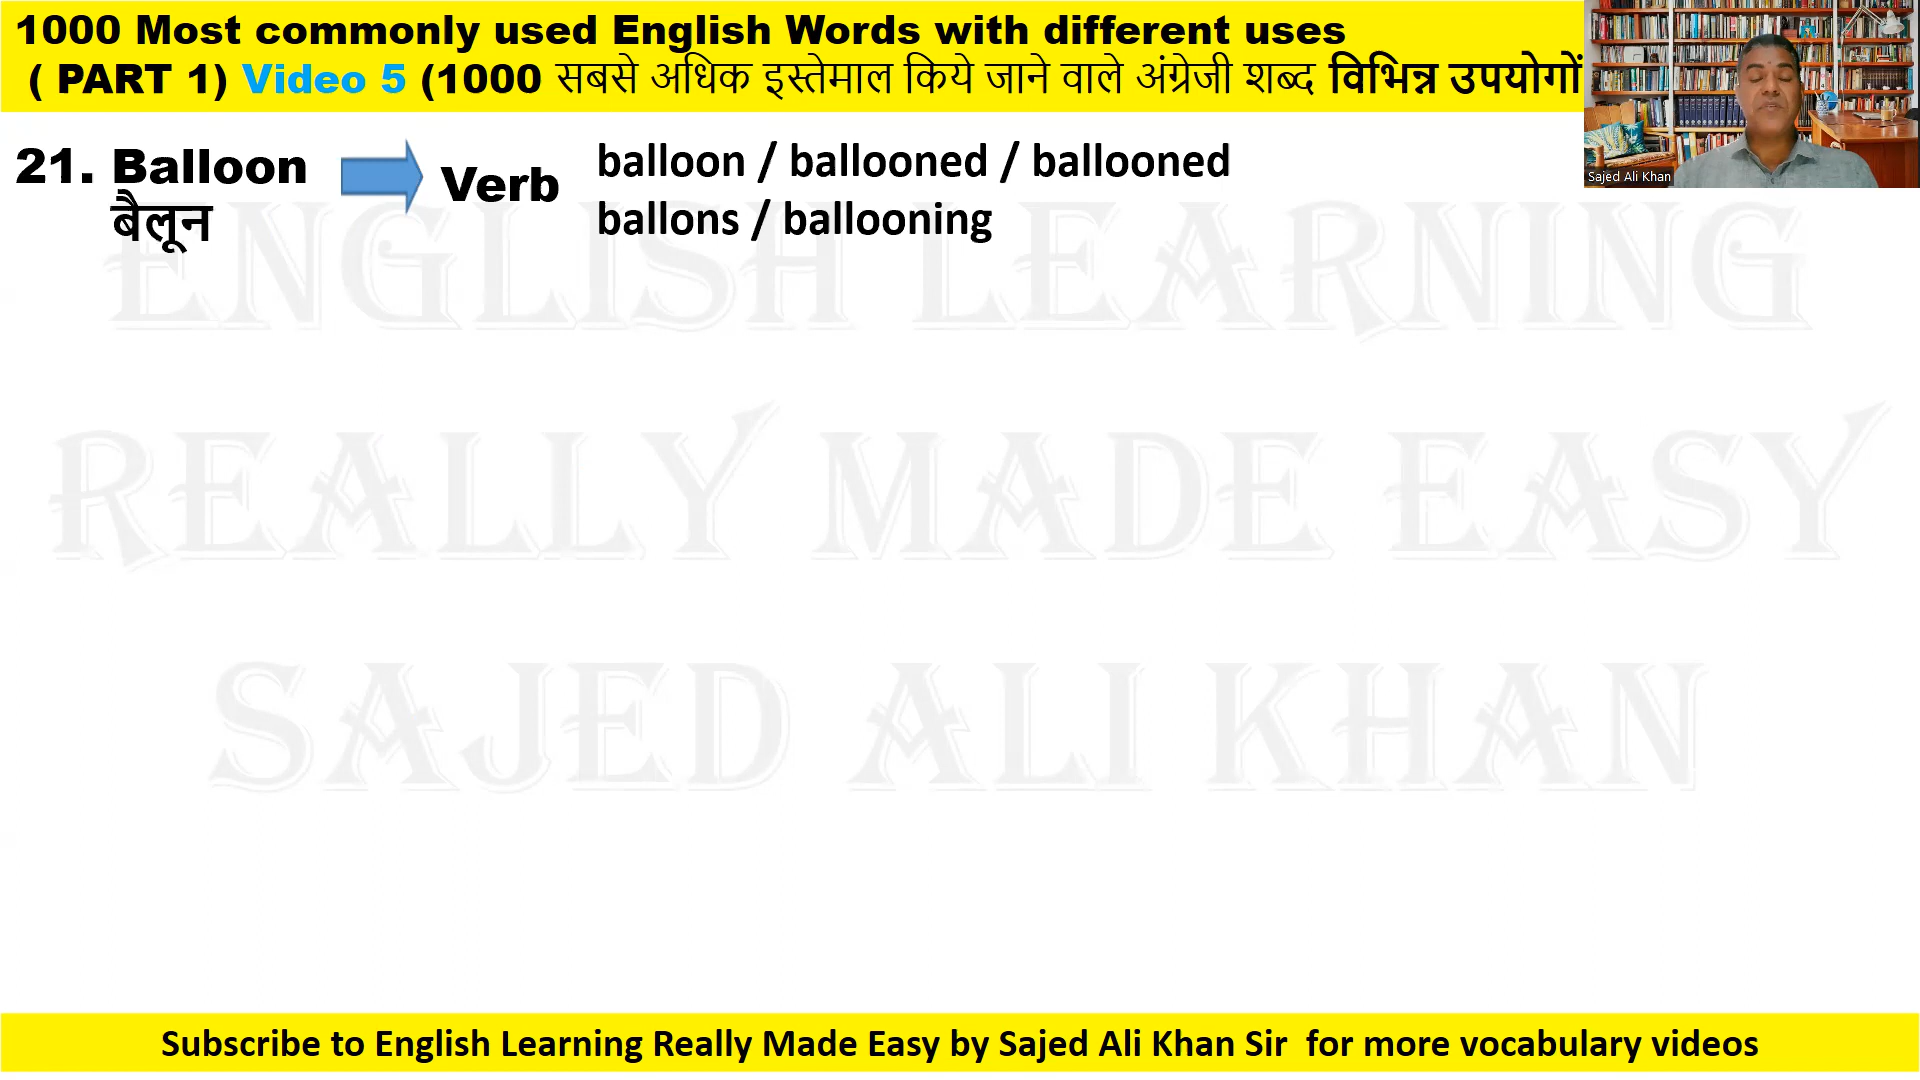 1000 Most commonly used English Words with different uses
( PART 1) Video 5 (1000 सबसे अधिक इस्तेमाल किये जाने वाले अंग्रेजी शब्द विभिन्न उपयोगों
Sajed Ali Khan
21. Balloon
बैलून
Verb
balloon / ballooned / ballooned
ballons / ballooning
ENGLISH LEARNING
REALLY MADE EASY
SAJED ALI KHAN
Subscribe to English Learning Really Made Easy by Sajed Ali Khan Sir for more vocabulary videos